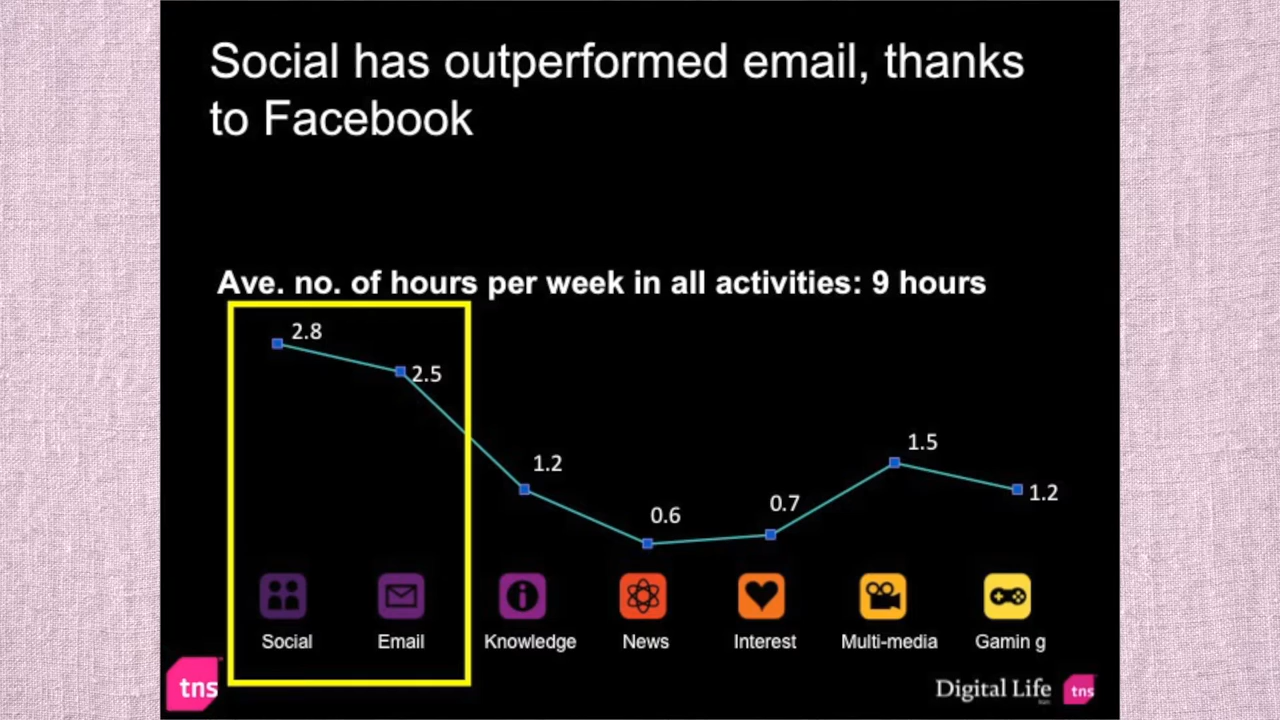 Social has outperformed email, thanks
to Facebook
Ave. no. of hours per week in all activities: 9 hours
2.8
2.5
1.2
0.6
0.7
1.5
1.2
Social Email Knowledge News Interest Multi-media Gamin g
tns
Digital Life tns